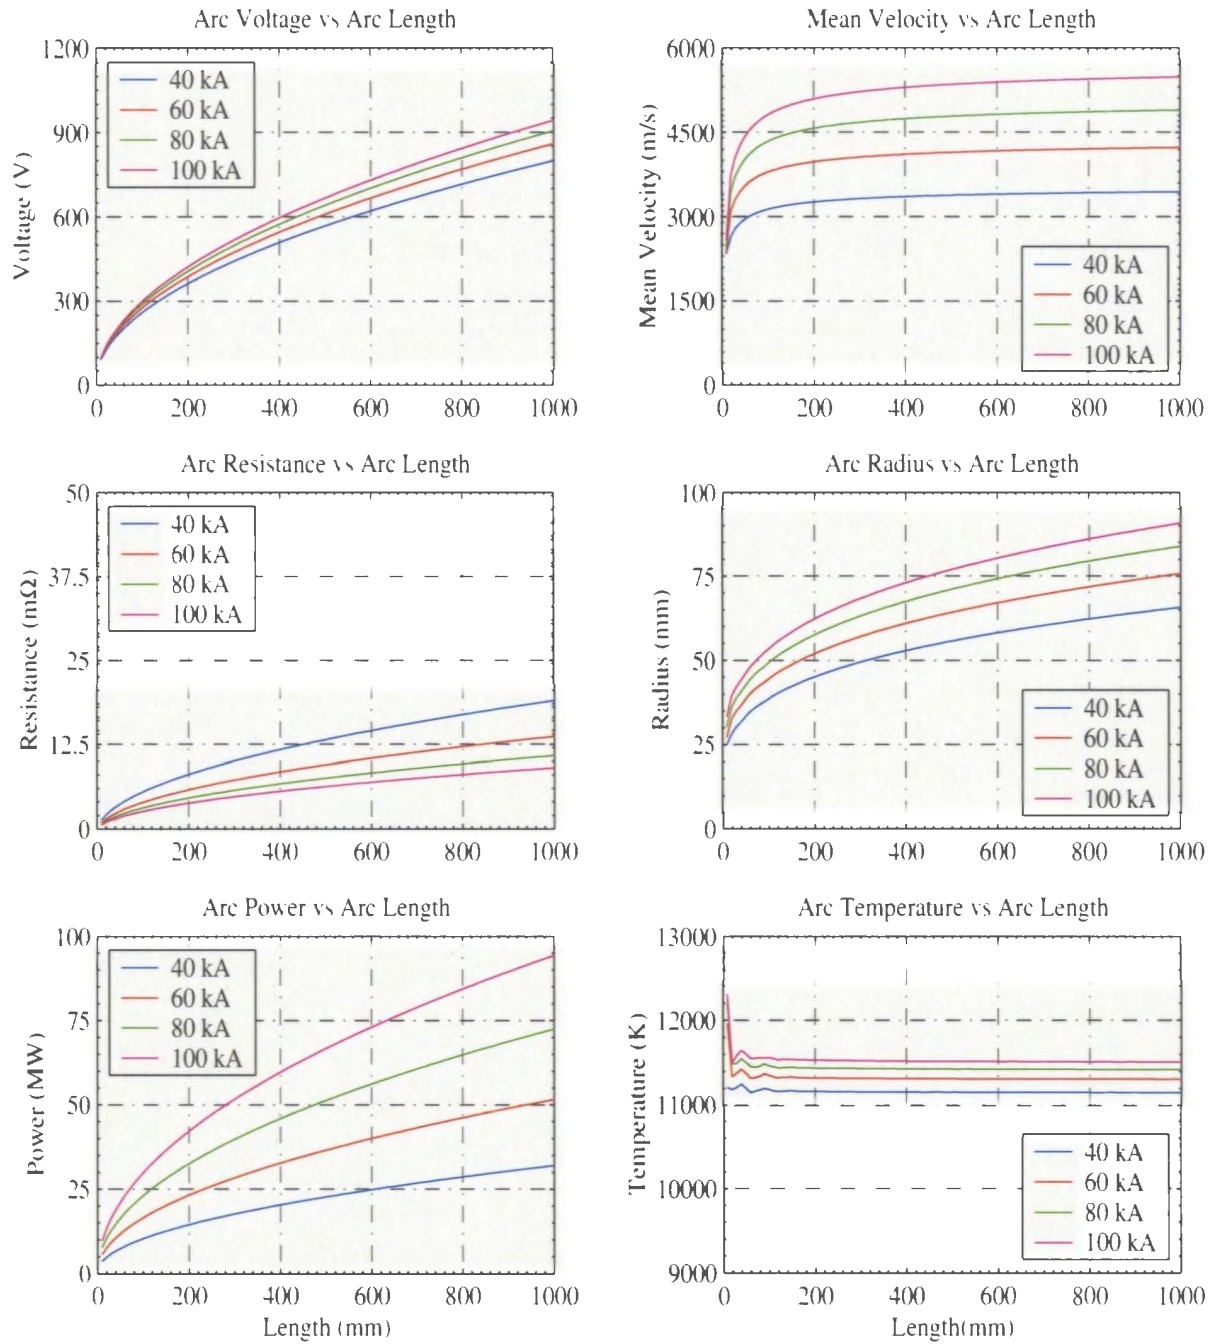 Arc Voltage vs Arc Length
1200
900
600
300
0
Voltage (V)
40 kA
60 kA
80 kA
100 kA
0 200 400 600 800 1000
Mean Velocity vs Arc Length
6000
4500
3000
1500
0
Mean Velocity (m/s)
40 kA
60 kA
80 kA
100 kA
0 200 400 600 800 1000
Arc Resistance vs Arc Length
50
37.5
25
12.5
0
Resistance (mΩ)
40 kA
60 kA
80 kA
100 kA
0 200 400 600 800 1000
Arc Radius vs Arc Length
100
75
50
25
0
Radius (mm)
40 kA
60 kA
80 kA
100 kA
0 200 400 600 800 1000
Arc Power vs Arc Length
100
75
50
25
0
Power (MW)
40 kA
60 kA
80 kA
100 kA
0 200 400 600 800 1000
Length (mm)
Arc Temperature vs Arc Length
13000
12000
11000
10000
9000
Temperature (K)
40 kA
60 kA
80 kA
100 kA
0 200 400 600 800 1000
Length(mm)